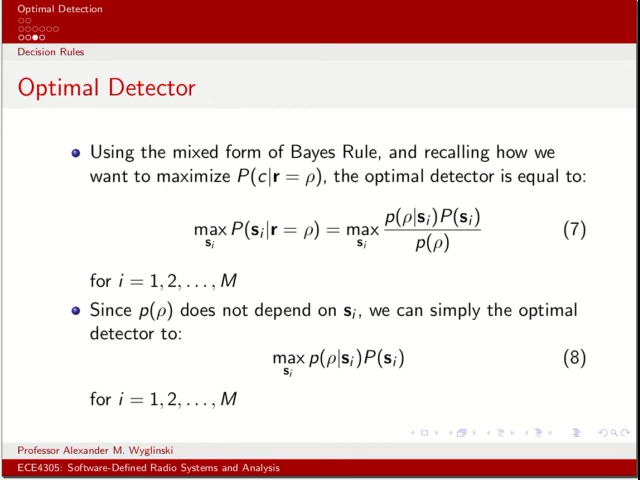 Optimal Detection
Decision Rules
Optimal Detector
Using the mixed form of Bayes Rule, and recalling how we
want to maximize P(c|r = ρ), the optimal detector is equal to:
max_{s_i} P(s_i|r = ρ) = max_{s_i} p(ρ|s_i)P(s_i) / p(ρ) (7)
for i = 1, 2, . . . , M
Since p(ρ) does not depend on s_i, we can simply the optimal
detector to:
max_{s_i} p(ρ|s_i)P(s_i) (8)
for i = 1, 2, . . . , M
Professor Alexander M. Wyglinski
ECE4305: Software-Defined Radio Systems and Analysis